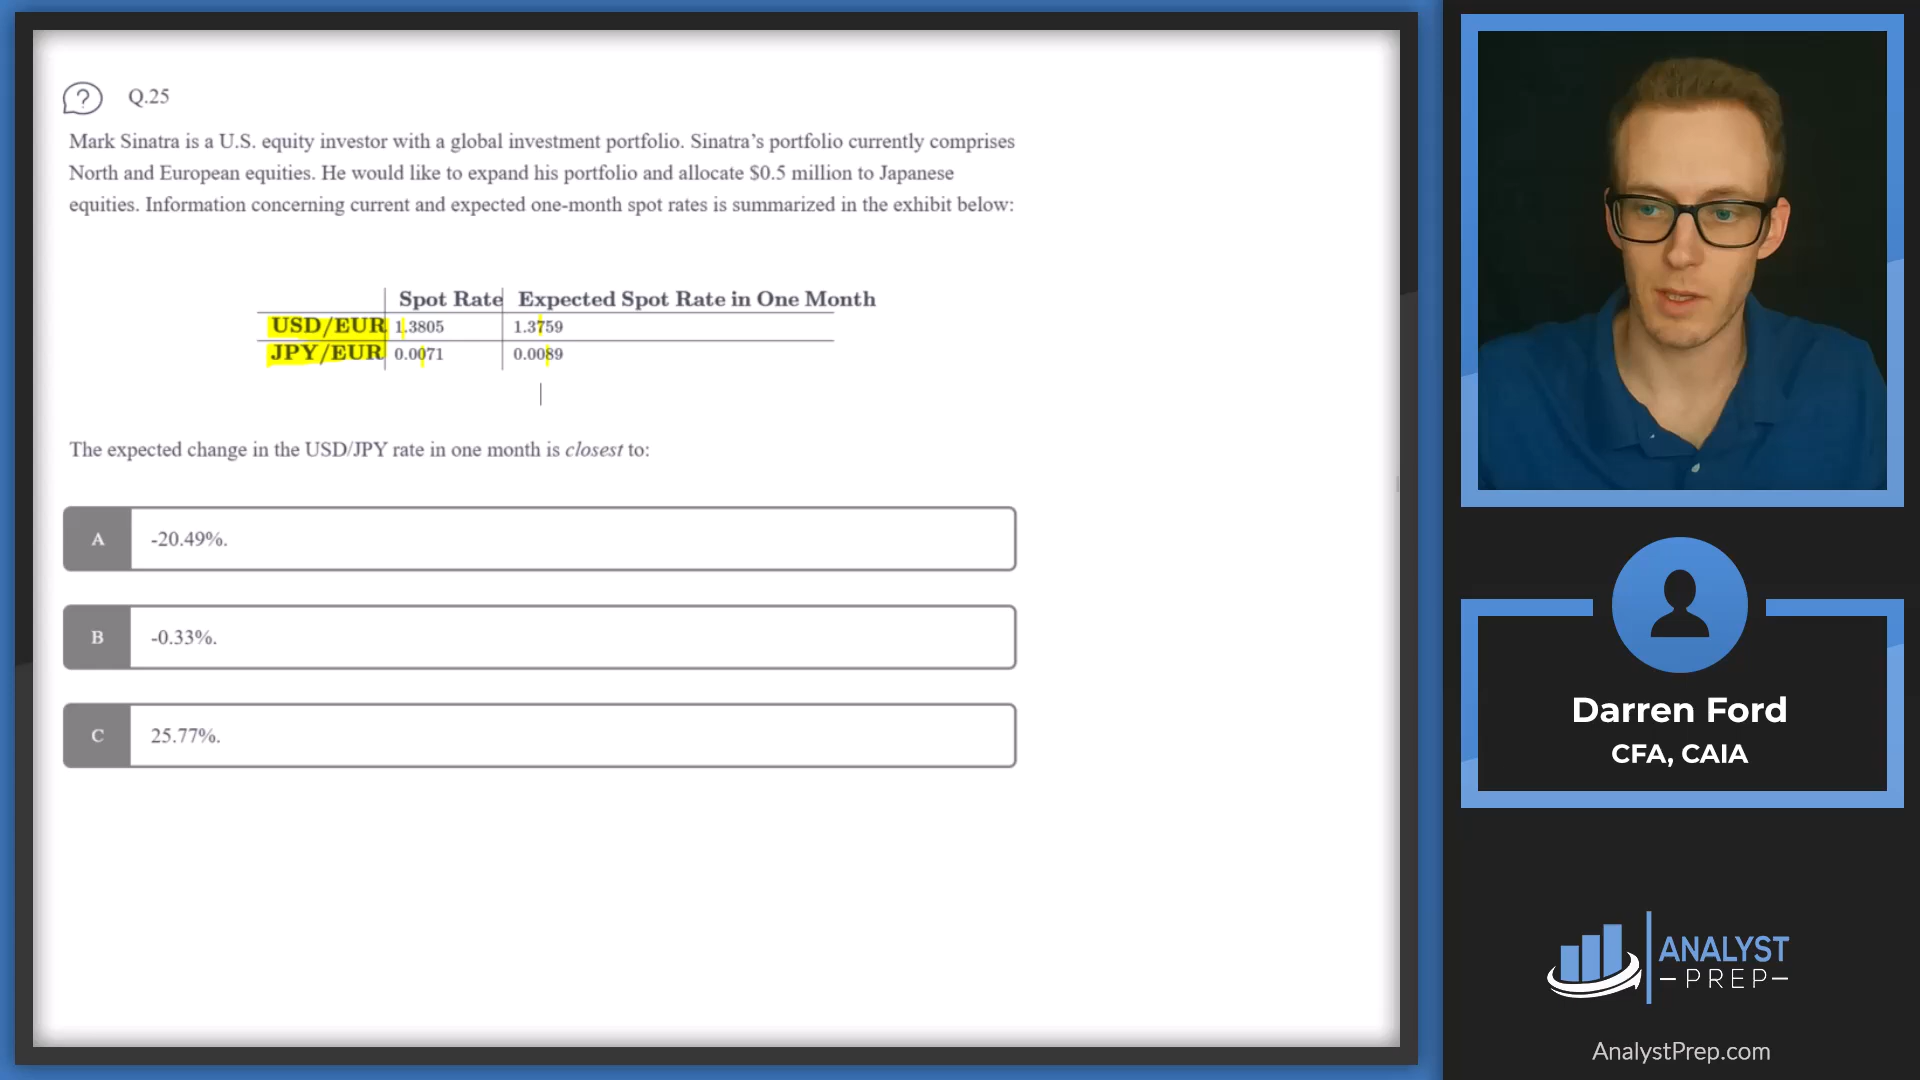 Q.25
Mark Sinatra is a U.S. equity investor with a global investment portfolio. Sinatra’s portfolio currently comprises
North and European equities. He would like to expand his portfolio and allocate $0.5 million to Japanese
equities. Information concerning current and expected one-month spot rates is summarized in the exhibit below:
Spot Rate Expected Spot Rate in One Month
USD/EUR 1.3805 1.3759
JPY/EUR 0.0071 0.0089
The expected change in the USD/JPY rate in one month is closest to:
A -20.49%.
B -0.33%.
C 25.77%.
Darren Ford
CFA, CAIA
ANALYST
PREP
AnalystPrep.com